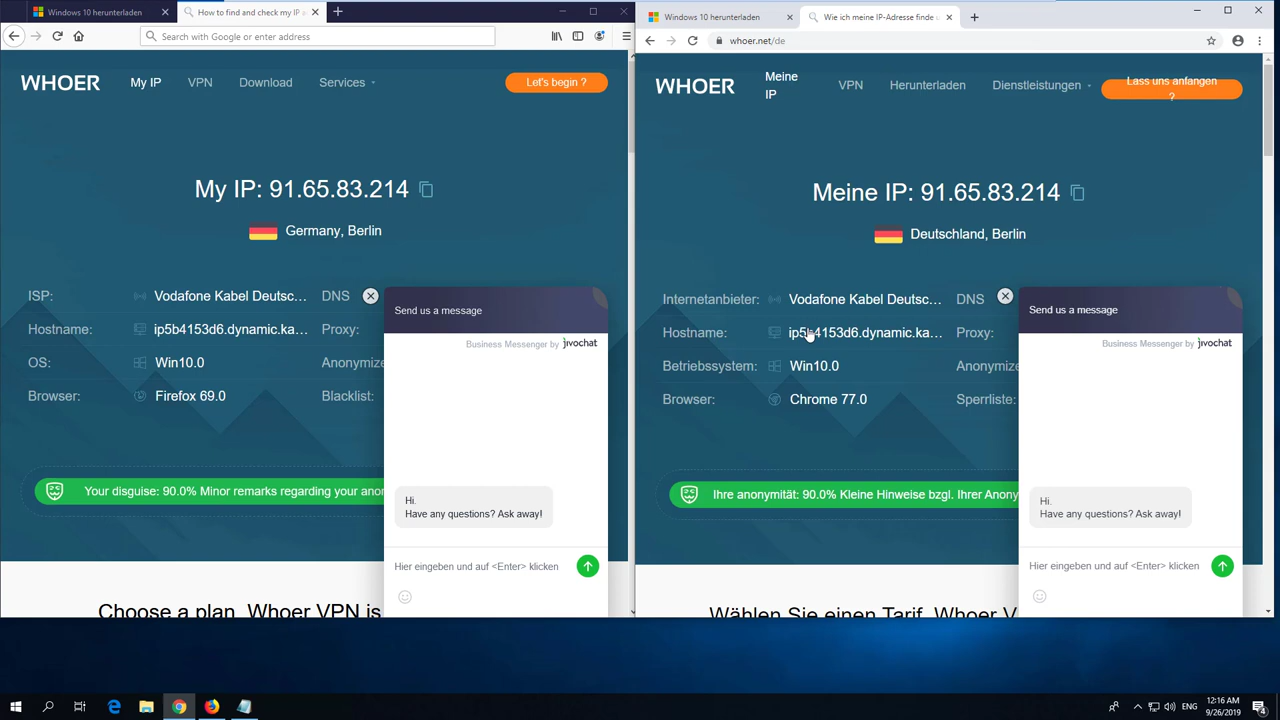 Windows 10 herunterladen
How to find and check my IP a
Search with Google or enter address
WHOER
My IP
VPN
Download
Services
Let's begin ?
My IP: 91.65.83.214
Germany, Berlin
ISP:
Vodafone Kabel Deutsc...
DNS
Hostname:
ip5b4153d6.dynamic.ka...
Proxy:
OS:
Win10.0
Anonymize
Browser:
Firefox 69.0
Blacklist:
Your disguise: 90.0% Minor remarks regarding your anon
Send us a message
Business Messenger by jivochat
Hi.
Have any questions? Ask away!
Hier eingeben und auf <Enter> klicken
Choose a plan. Whoer VPN is
Windows 10 herunterladen
Wie ich meine IP-Adresse finde
whoer.net/de
WHOER
Meine
IP
VPN
Herunterladen
Dienstleistungen
Lass uns anfangen
?
Meine IP: 91.65.83.214
Deutschland, Berlin
Internetanbieter:
Vodafone Kabel Deutsc...
DNS
Hostname:
ip5b4153d6.dynamic.ka...
Proxy:
Betriebssystem:
Win10.0
Anonymize
Browser:
Chrome 77.0
Sperrliste:
Ihre anonymität: 90.0% Kleine Hinweise bzgl. Ihrer Anony
Send us a message
Business Messenger by jivochat
Hi.
Have any questions? Ask away!
Hier eingeben und auf <Enter> klicken
Wählen Sie einen Tarif. Whoer V
ENG
12:16 AM
9/26/2019
4